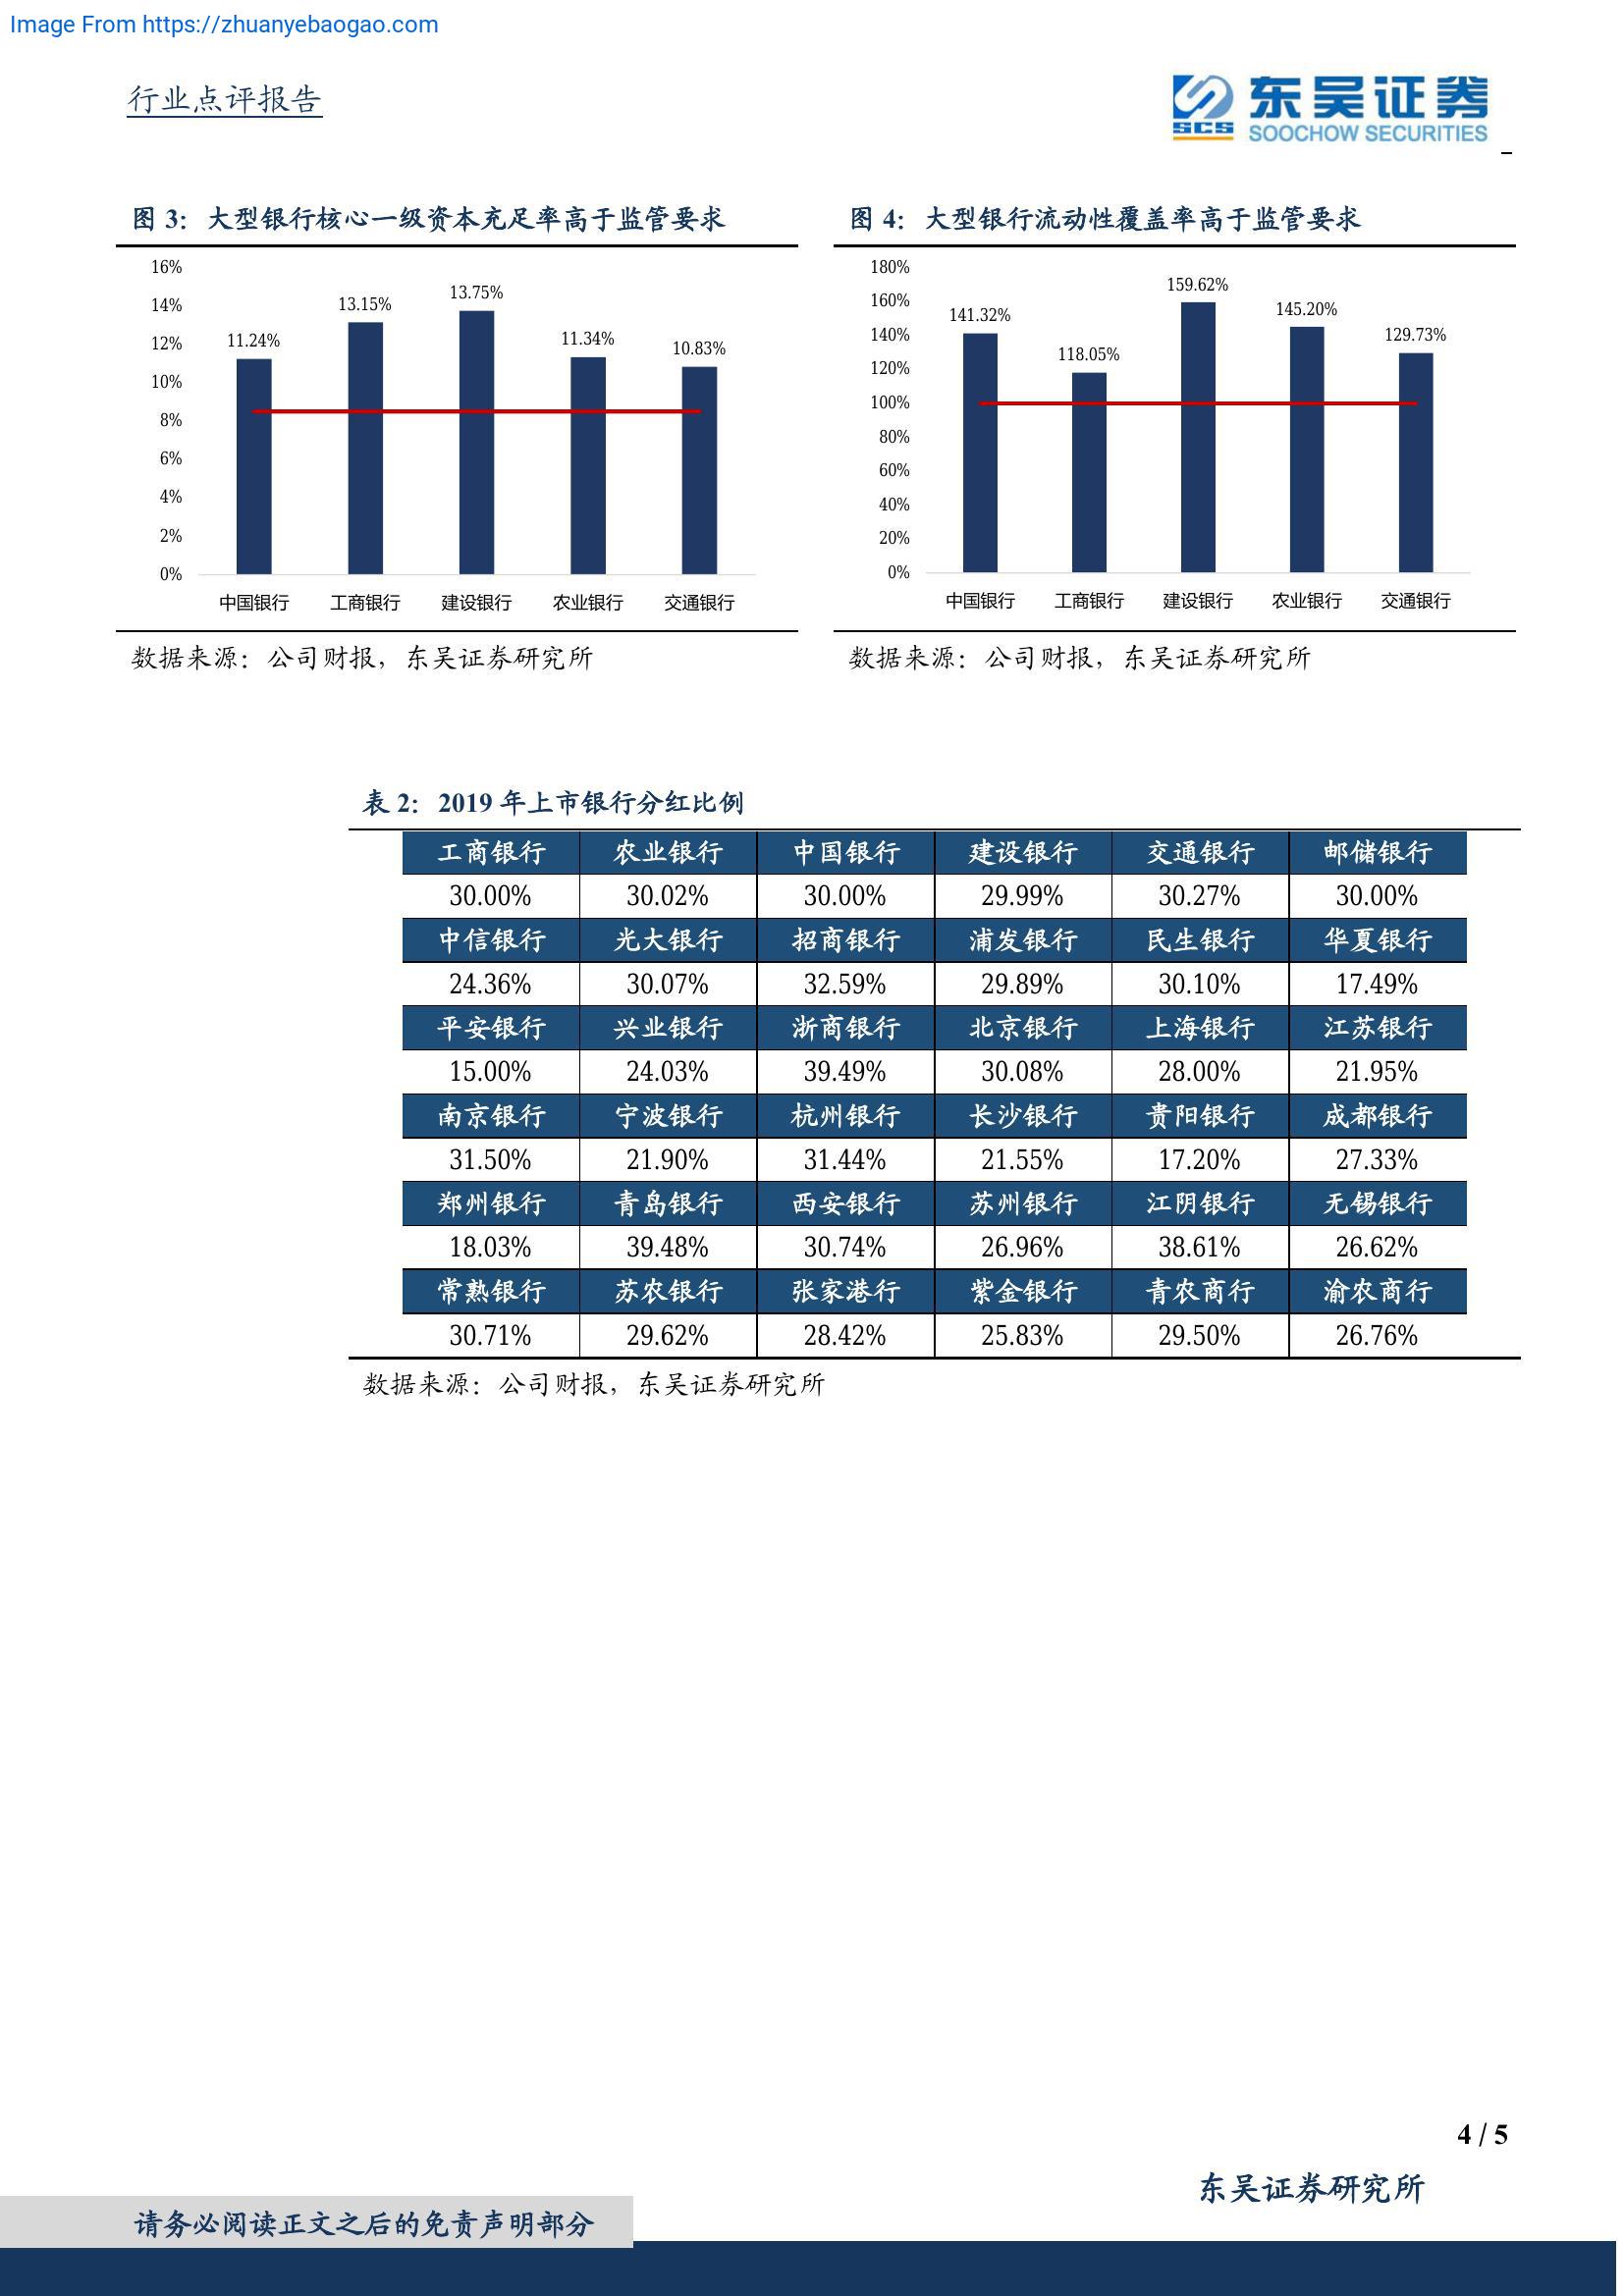 Image From https://zhuanyebaogao.com
行业点评报告
东吴证券
SCS
SOOCHOW SECURITIES
图 3：大型银行核心一级资本充足率高于监管要求
16%
14%
12%
10%
8%
6%
4%
2%
0%
11.24%
13.15%
13.75%
11.34%
10.83%
中国银行 工商银行 建设银行 农业银行 交通银行
数据来源：公司财报，东吴证券研究所
图 4：大型银行流动性覆盖率高于监管要求
180%
160%
140%
120%
100%
80%
60%
40%
20%
0%
141.32%
118.05%
159.62%
145.20%
129.73%
中国银行 工商银行 建设银行 农业银行 交通银行
数据来源：公司财报，东吴证券研究所
表 2：2019 年上市银行分红比例
工商银行 农业银行 中国银行 建设银行 交通银行 邮储银行
30.00% 30.02% 30.00% 29.99% 30.27% 30.00%
中信银行 光大银行 招商银行 浦发银行 民生银行 华夏银行
24.36% 30.07% 32.59% 29.89% 30.10% 17.49%
平安银行 兴业银行 浙商银行 北京银行 上海银行 江苏银行
15.00% 24.03% 39.49% 30.08% 28.00% 21.95%
南京银行 宁波银行 杭州银行 长沙银行 贵阳银行 成都银行
31.50% 21.90% 31.44% 21.55% 17.20% 27.33%
郑州银行 青岛银行 西安银行 苏州银行 江阴银行 无锡银行
18.03% 39.48% 30.74% 26.96% 38.61% 26.62%
常熟银行 苏农银行 张家港行 紫金银行 青农商行 渝农商行
30.71% 29.62% 28.42% 25.83% 29.50% 26.76%
数据来源：公司财报，东吴证券研究所
4 / 5
东吴证券研究所
请务必阅读正文之后的免责声明部分